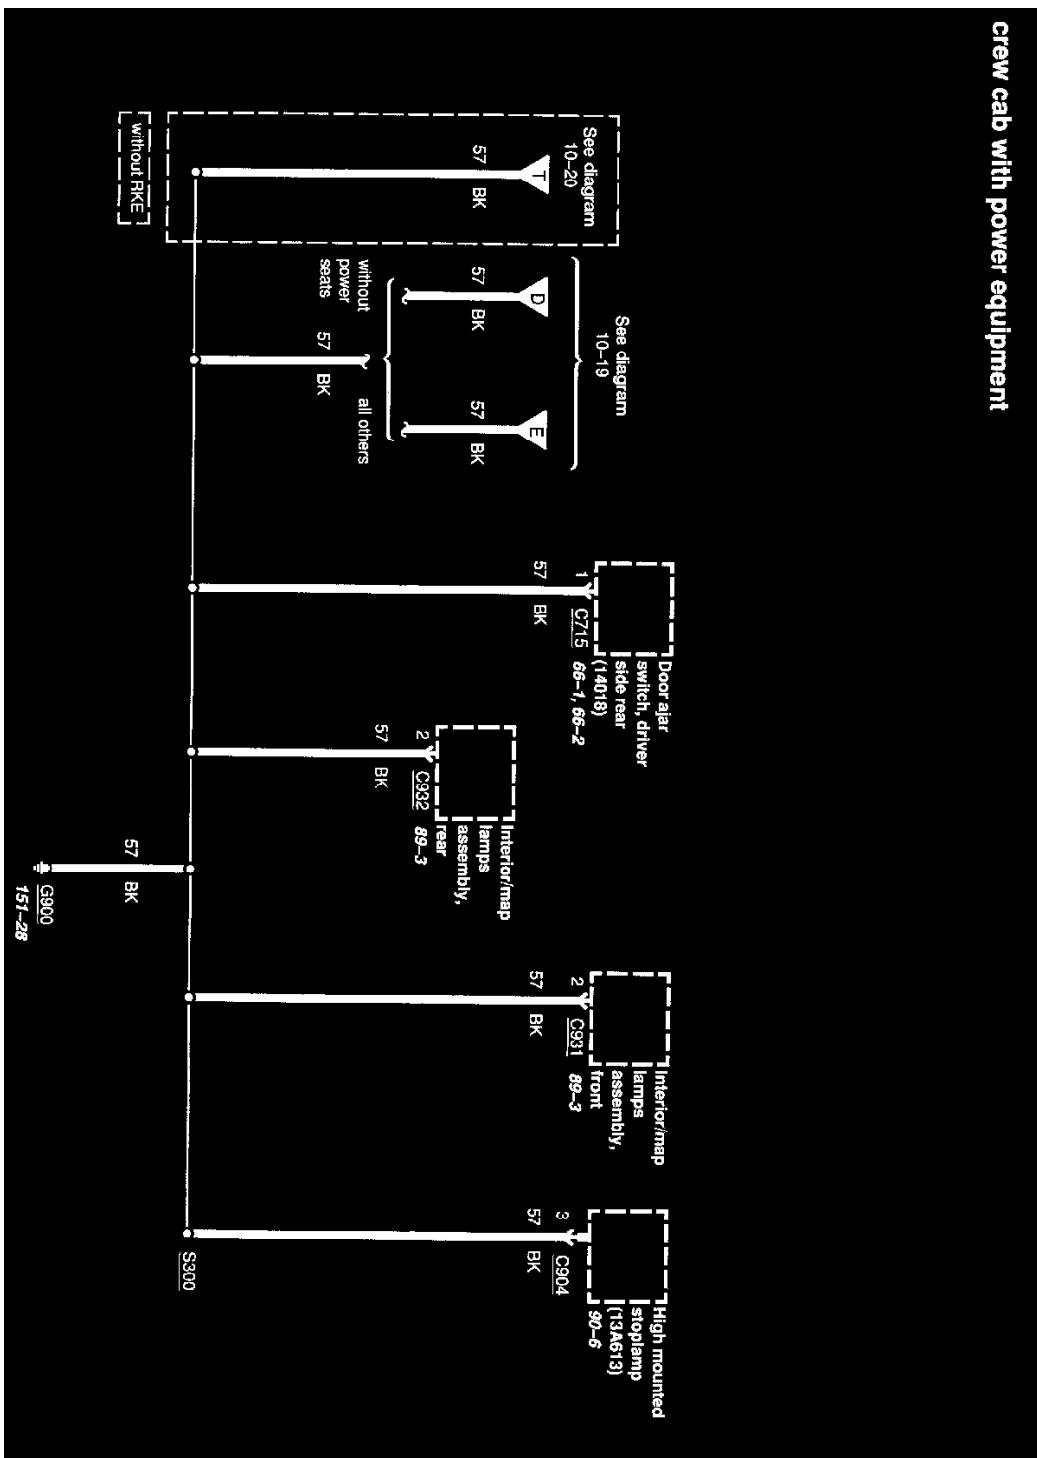 crew cab with power equipment
See diagram
10–20
T
57
BK
without RKE
See diagram
10–19
D
57
BK
E
57
BK
without
power
seats
all others
57
BK
Door ajar
switch, driver
side rear
(14018)
66–1, 66–2
1
C715
57
BK
Interior/map
lamps
assembly,
rear
89–3
2
C932
57
BK
57
BK
G900
151–28
Interior/map
lamps
assembly,
front
89–3
2
C931
57
BK
High mounted
stoplamp
(13A613)
90–6
3
C904
57
BK
S300